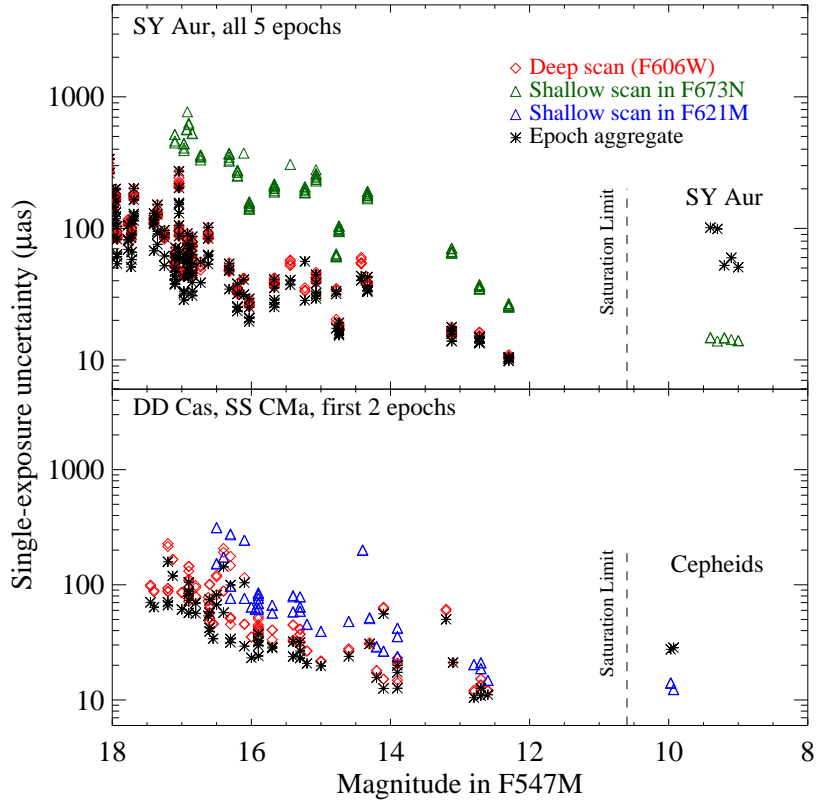 SY Aur, all 5 epochs
Deep scan (F606W)
Shallow scan in F673N
Shallow scan in F621M
Epoch aggregate
1000
100
10
Saturation Limit
SY Aur
DD Cas, SS CMa, first 2 epochs
1000
100
10
Saturation Limit
Cepheids
Single-exposure uncertainty (μas)
18
16
14
12
10
8
Magnitude in F547M